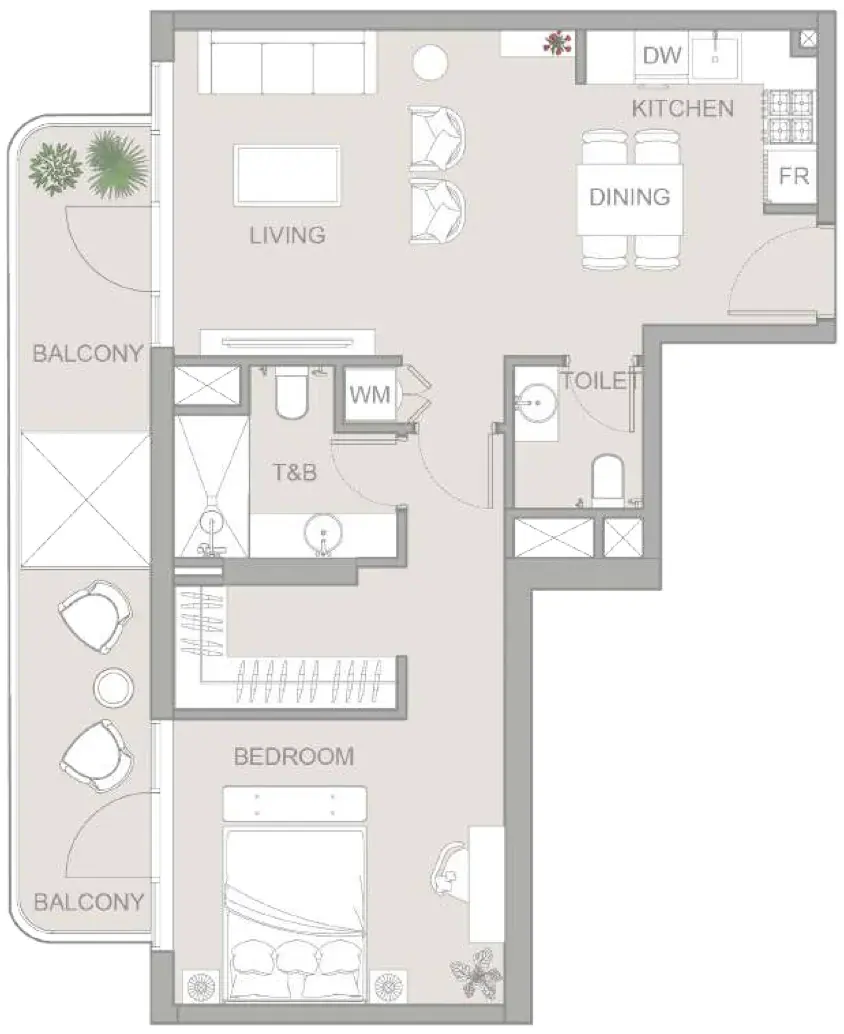 DW
KITCHEN
FR
DINING
LIVING
BALCONY
TOILET
WM
T&B
BEDROOM
BALCONY